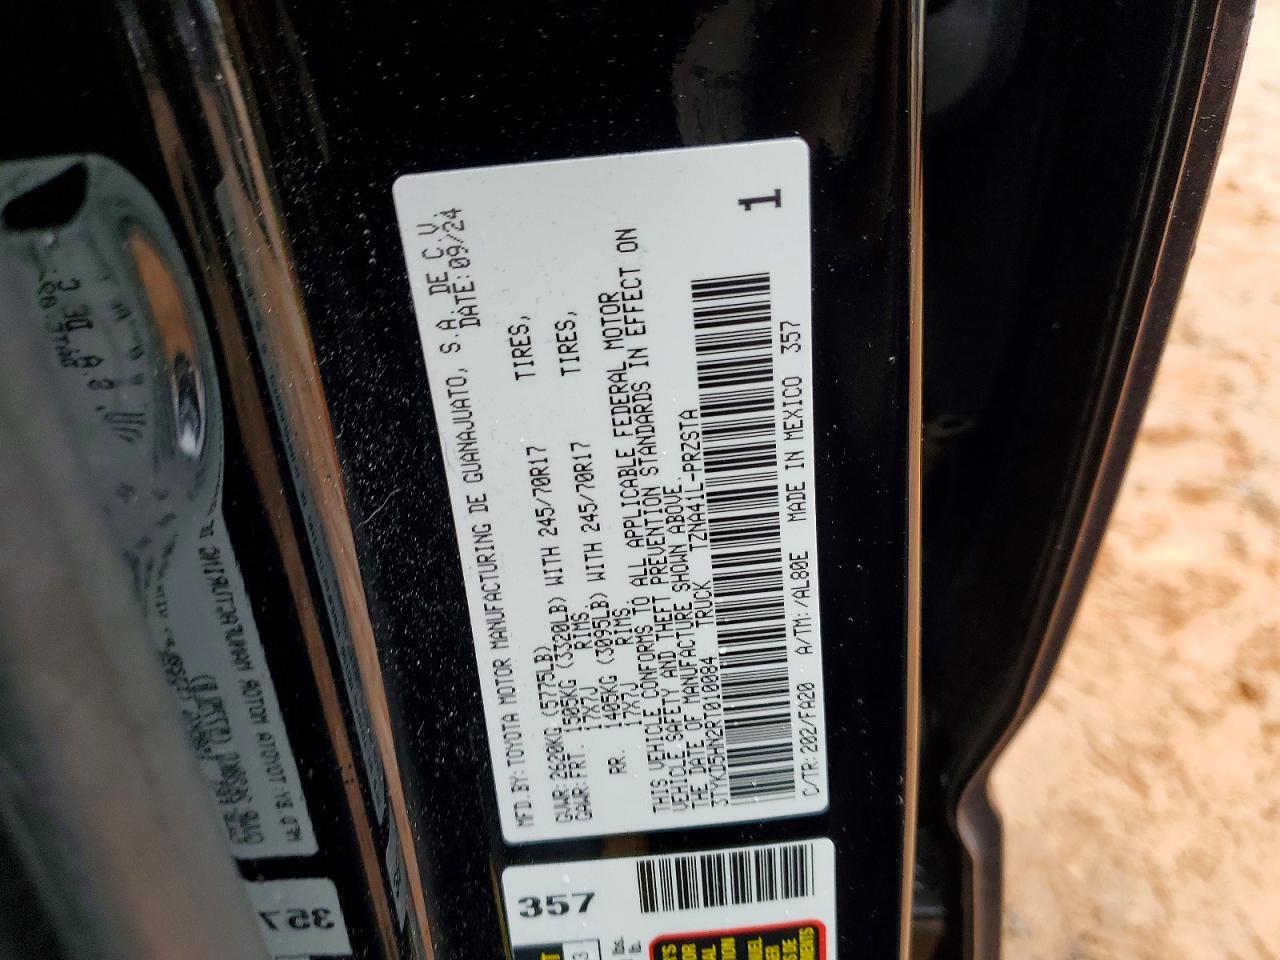 MFD.BY:TOYOTA MOTOR MANUFACTURING DE GUANAJUATO, S.A. DE C.V.
DATE:09/24
GVWR:2620KG (5775LB)
GAWR:FRT. 1505KG (3320LB) WITH 245/70R17 TIRES,
17X7J RIMS.
RR. 1405KG (3095LB) WITH 245/70R17 TIRES,
17X7J RIMS.
THIS VEHICLE CONFORMS TO ALL APPLICABLE FEDERAL MOTOR
VEHICLE SAFETY AND THEFT PREVENTION STANDARDS IN EFFECT ON
THE DATE OF MANUFACTURE SHOWN ABOVE.
3TYKD5HN2RT010084 TRUCK TZNA41L-PRZSTA
1
C/TR:202/FA20 A/TM:/AL80E MADE IN MEXICO 357
357